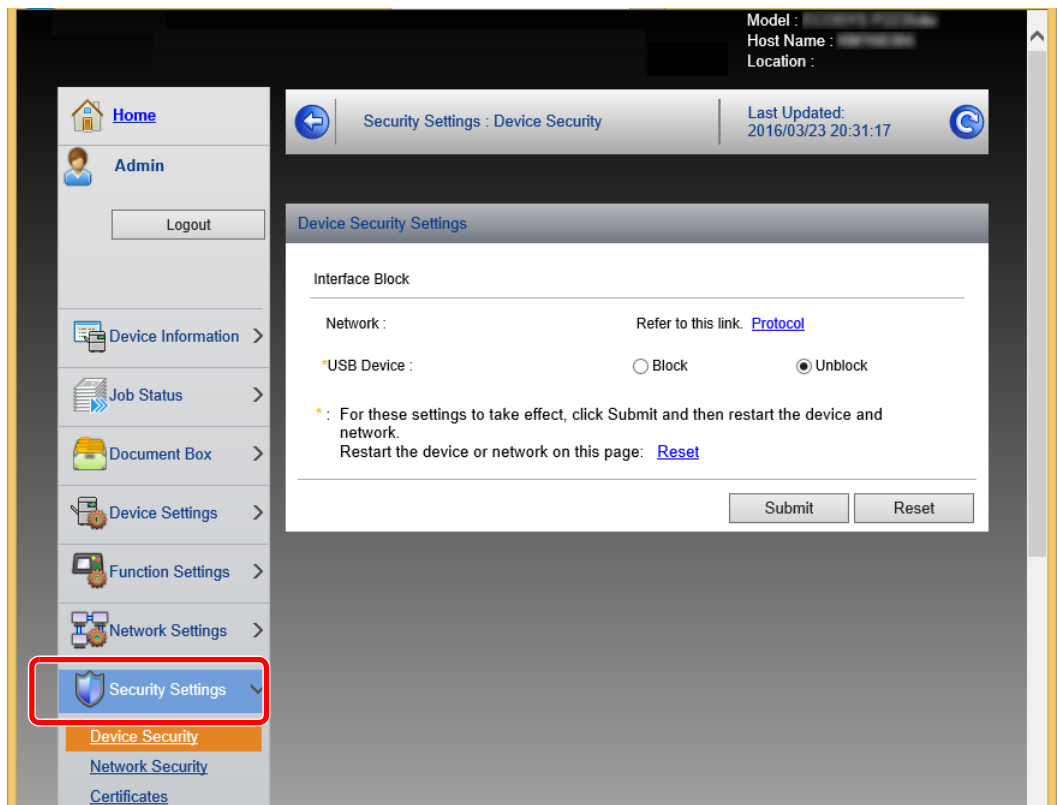 Model :
Host Name :
Location :
Home
Admin
Logout
Device Information
Job Status
Document Box
Device Settings
Function Settings
Network Settings
Security Settings
Device Security
Network Security
Certificates
Security Settings : Device Security
Last Updated:
2016/03/23 20:31:17
Device Security Settings
Interface Block
Network : Refer to this link. Protocol
*USB Device : Block Unblock
* : For these settings to take effect, click Submit and then restart the device and
network.
Restart the device or network on this page: Reset
Submit Reset